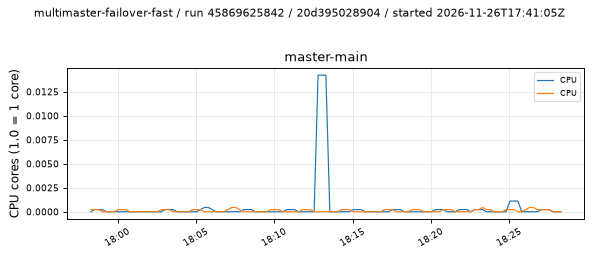 multimaster-failover-fast / run 45869625842 / 20d395028904 / started 2026-11-26T17:41:05Z
master-main
CPU cores (1.0 = 1 core)
0.0125
0.0100
0.0075
0.0050
0.0025
0.0000
CPU
CPU
18:00
18:05
18:10
18:15
18:20
18:25